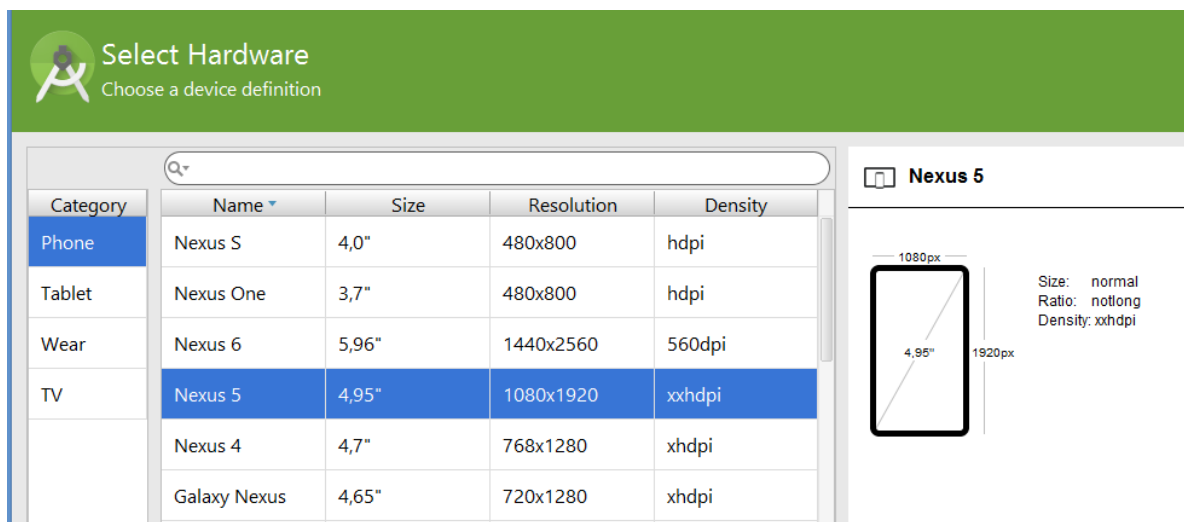 Select Hardware
Choose a device definition
Category
Phone
Tablet
Wear
TV
Name Size Resolution Density
Nexus S 4,0" 480x800 hdpi
Nexus One 3,7" 480x800 hdpi
Nexus 6 5,96" 1440x2560 560dpi
Nexus 5 4,95" 1080x1920 xxhdpi
Nexus 4 4,7" 768x1280 xhdpi
Galaxy Nexus 4,65" 720x1280 xhdpi
Nexus 5
1080px
4,95"
1920px
Size: normal
Ratio: notlong
Density: xxhdpi